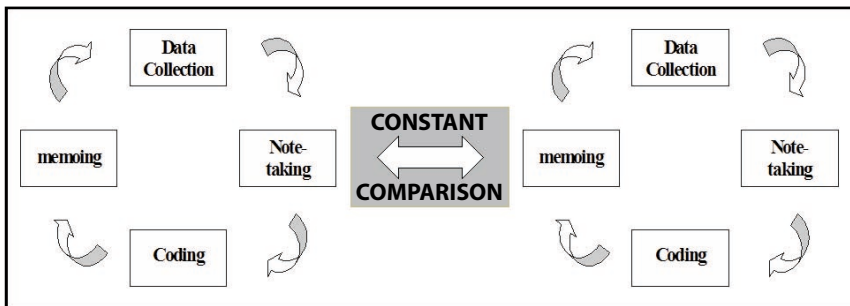 Data
Collection
memoing
Note-
taking
Coding
CONSTANT
COMPARISON
Data
Collection
memoing
Note-
taking
Coding